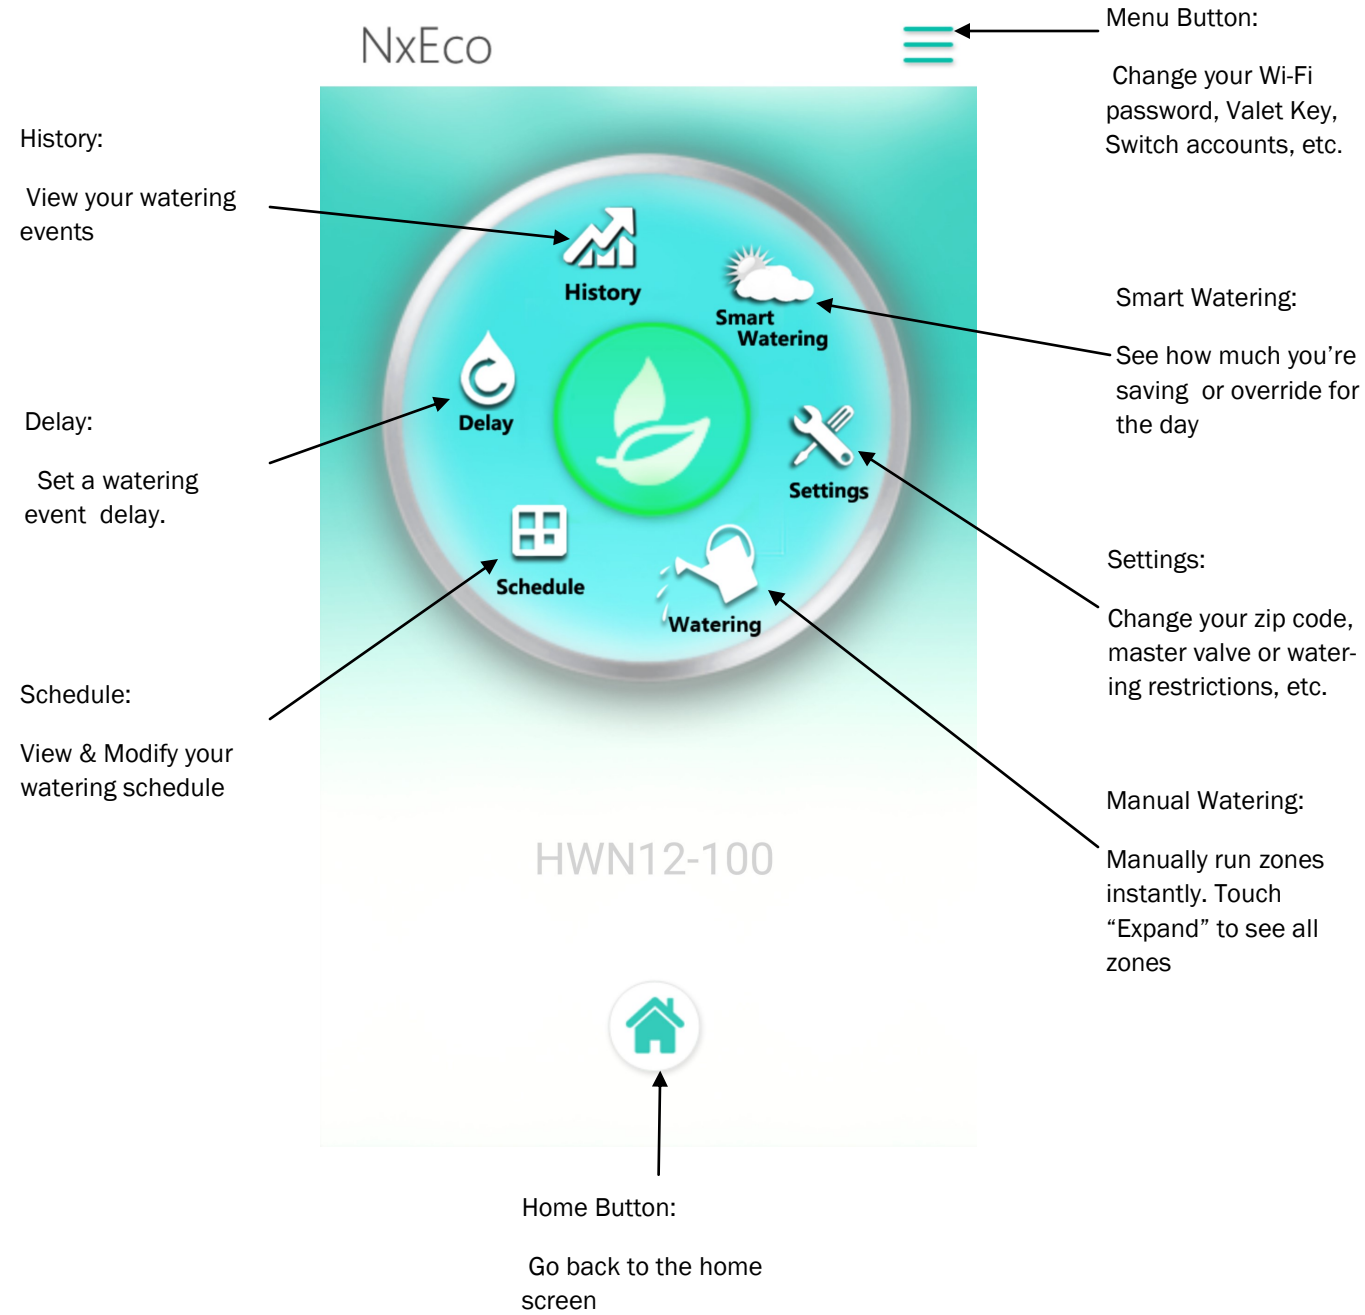 NxEco
Menu Button:
Change your Wi-Fi
password, Valet Key,
Switch accounts, etc.
History:
View your watering
events
History
Smart
Watering
Smart Watering:
See how much you’re
saving or override for
the day
Delay:
Set a watering
event delay.
Delay
Settings
Settings:
Change your zip code,
master valve or water-
ing restrictions, etc.
Schedule
Watering
Schedule:
View & Modify your
watering schedule
Manual Watering:
Manually run zones
instantly. Touch
“Expand” to see all
zones
HWN12-100
Home Button:
Go back to the home
screen